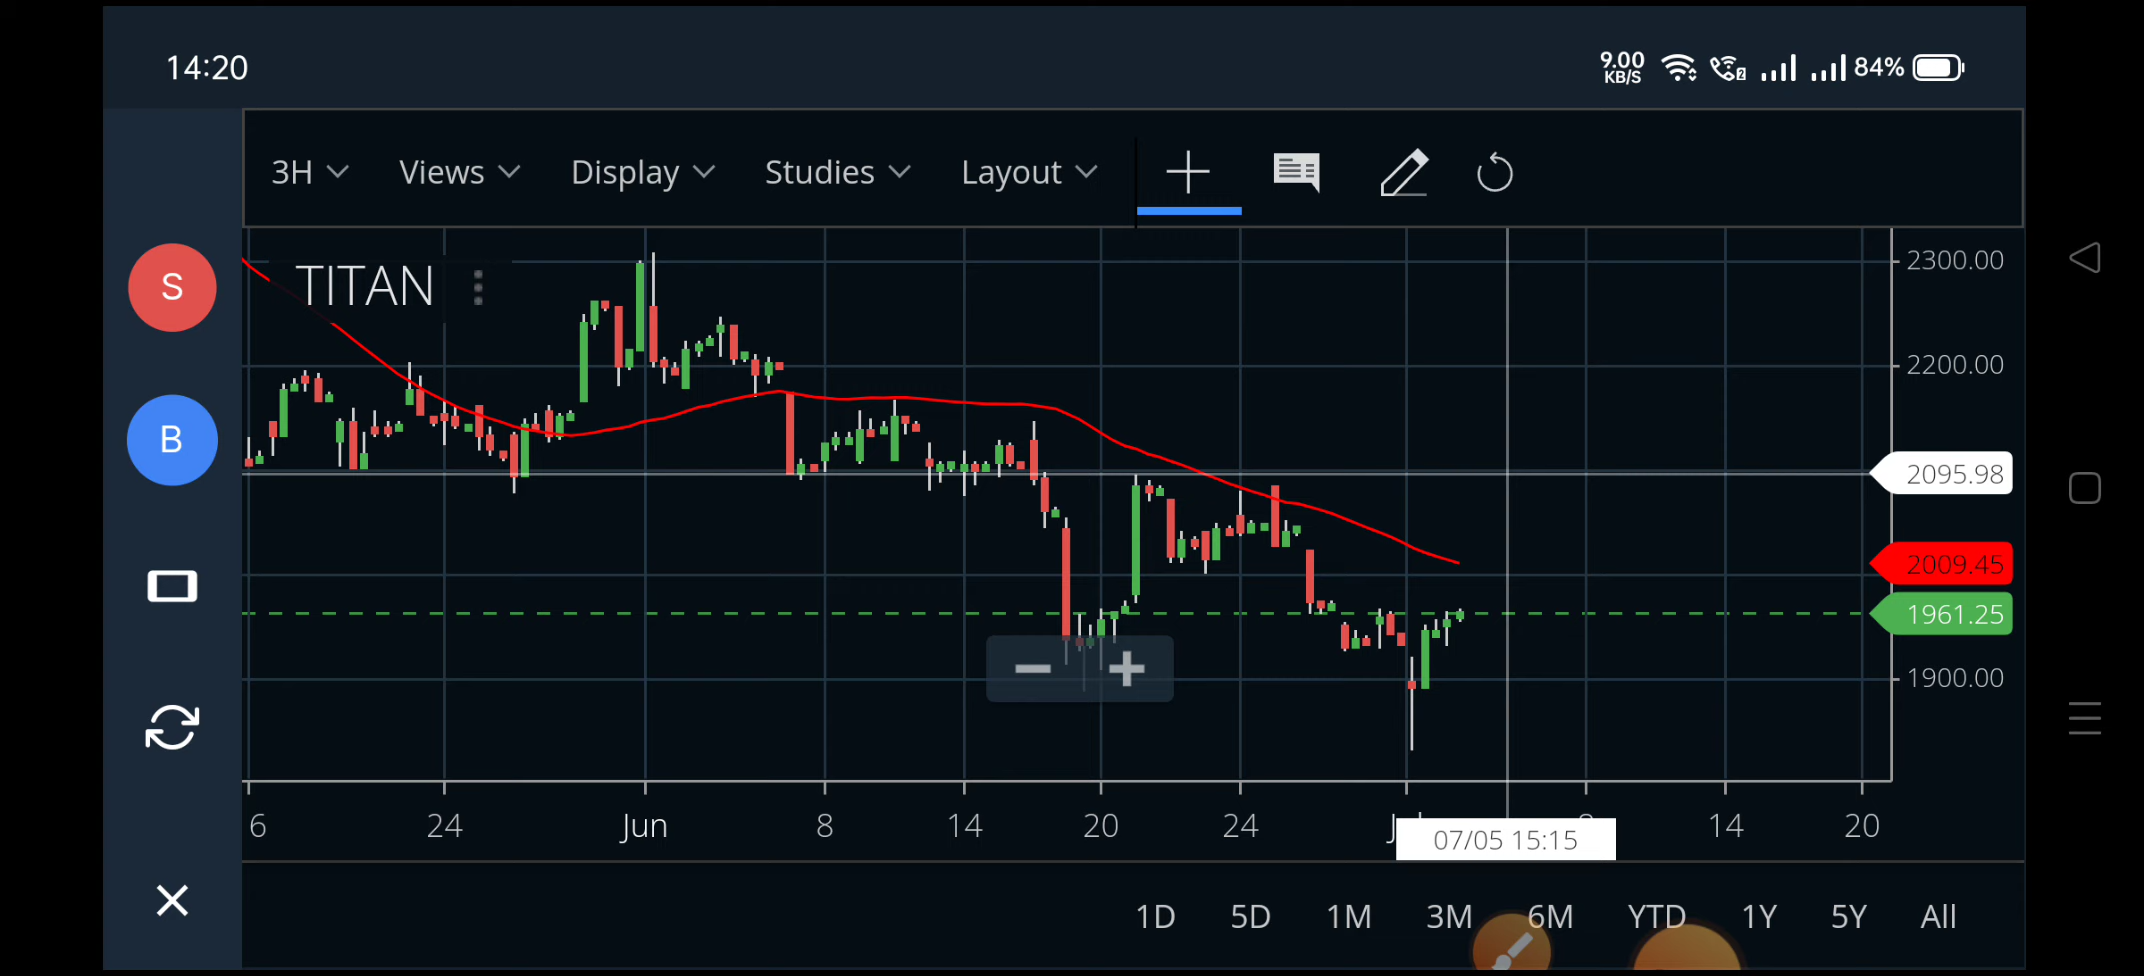 14:20
9.00 KB/S
2
84%
3H Views Display Studies Layout
S
TITAN
2300.00
2200.00
B
2095.98
2009.45
1961.25
1900.00
6 24 Jun 8 14 20 24 14 20
07/05 15:15
1D 5D 1M 3M 6M YTD 1Y 5Y All